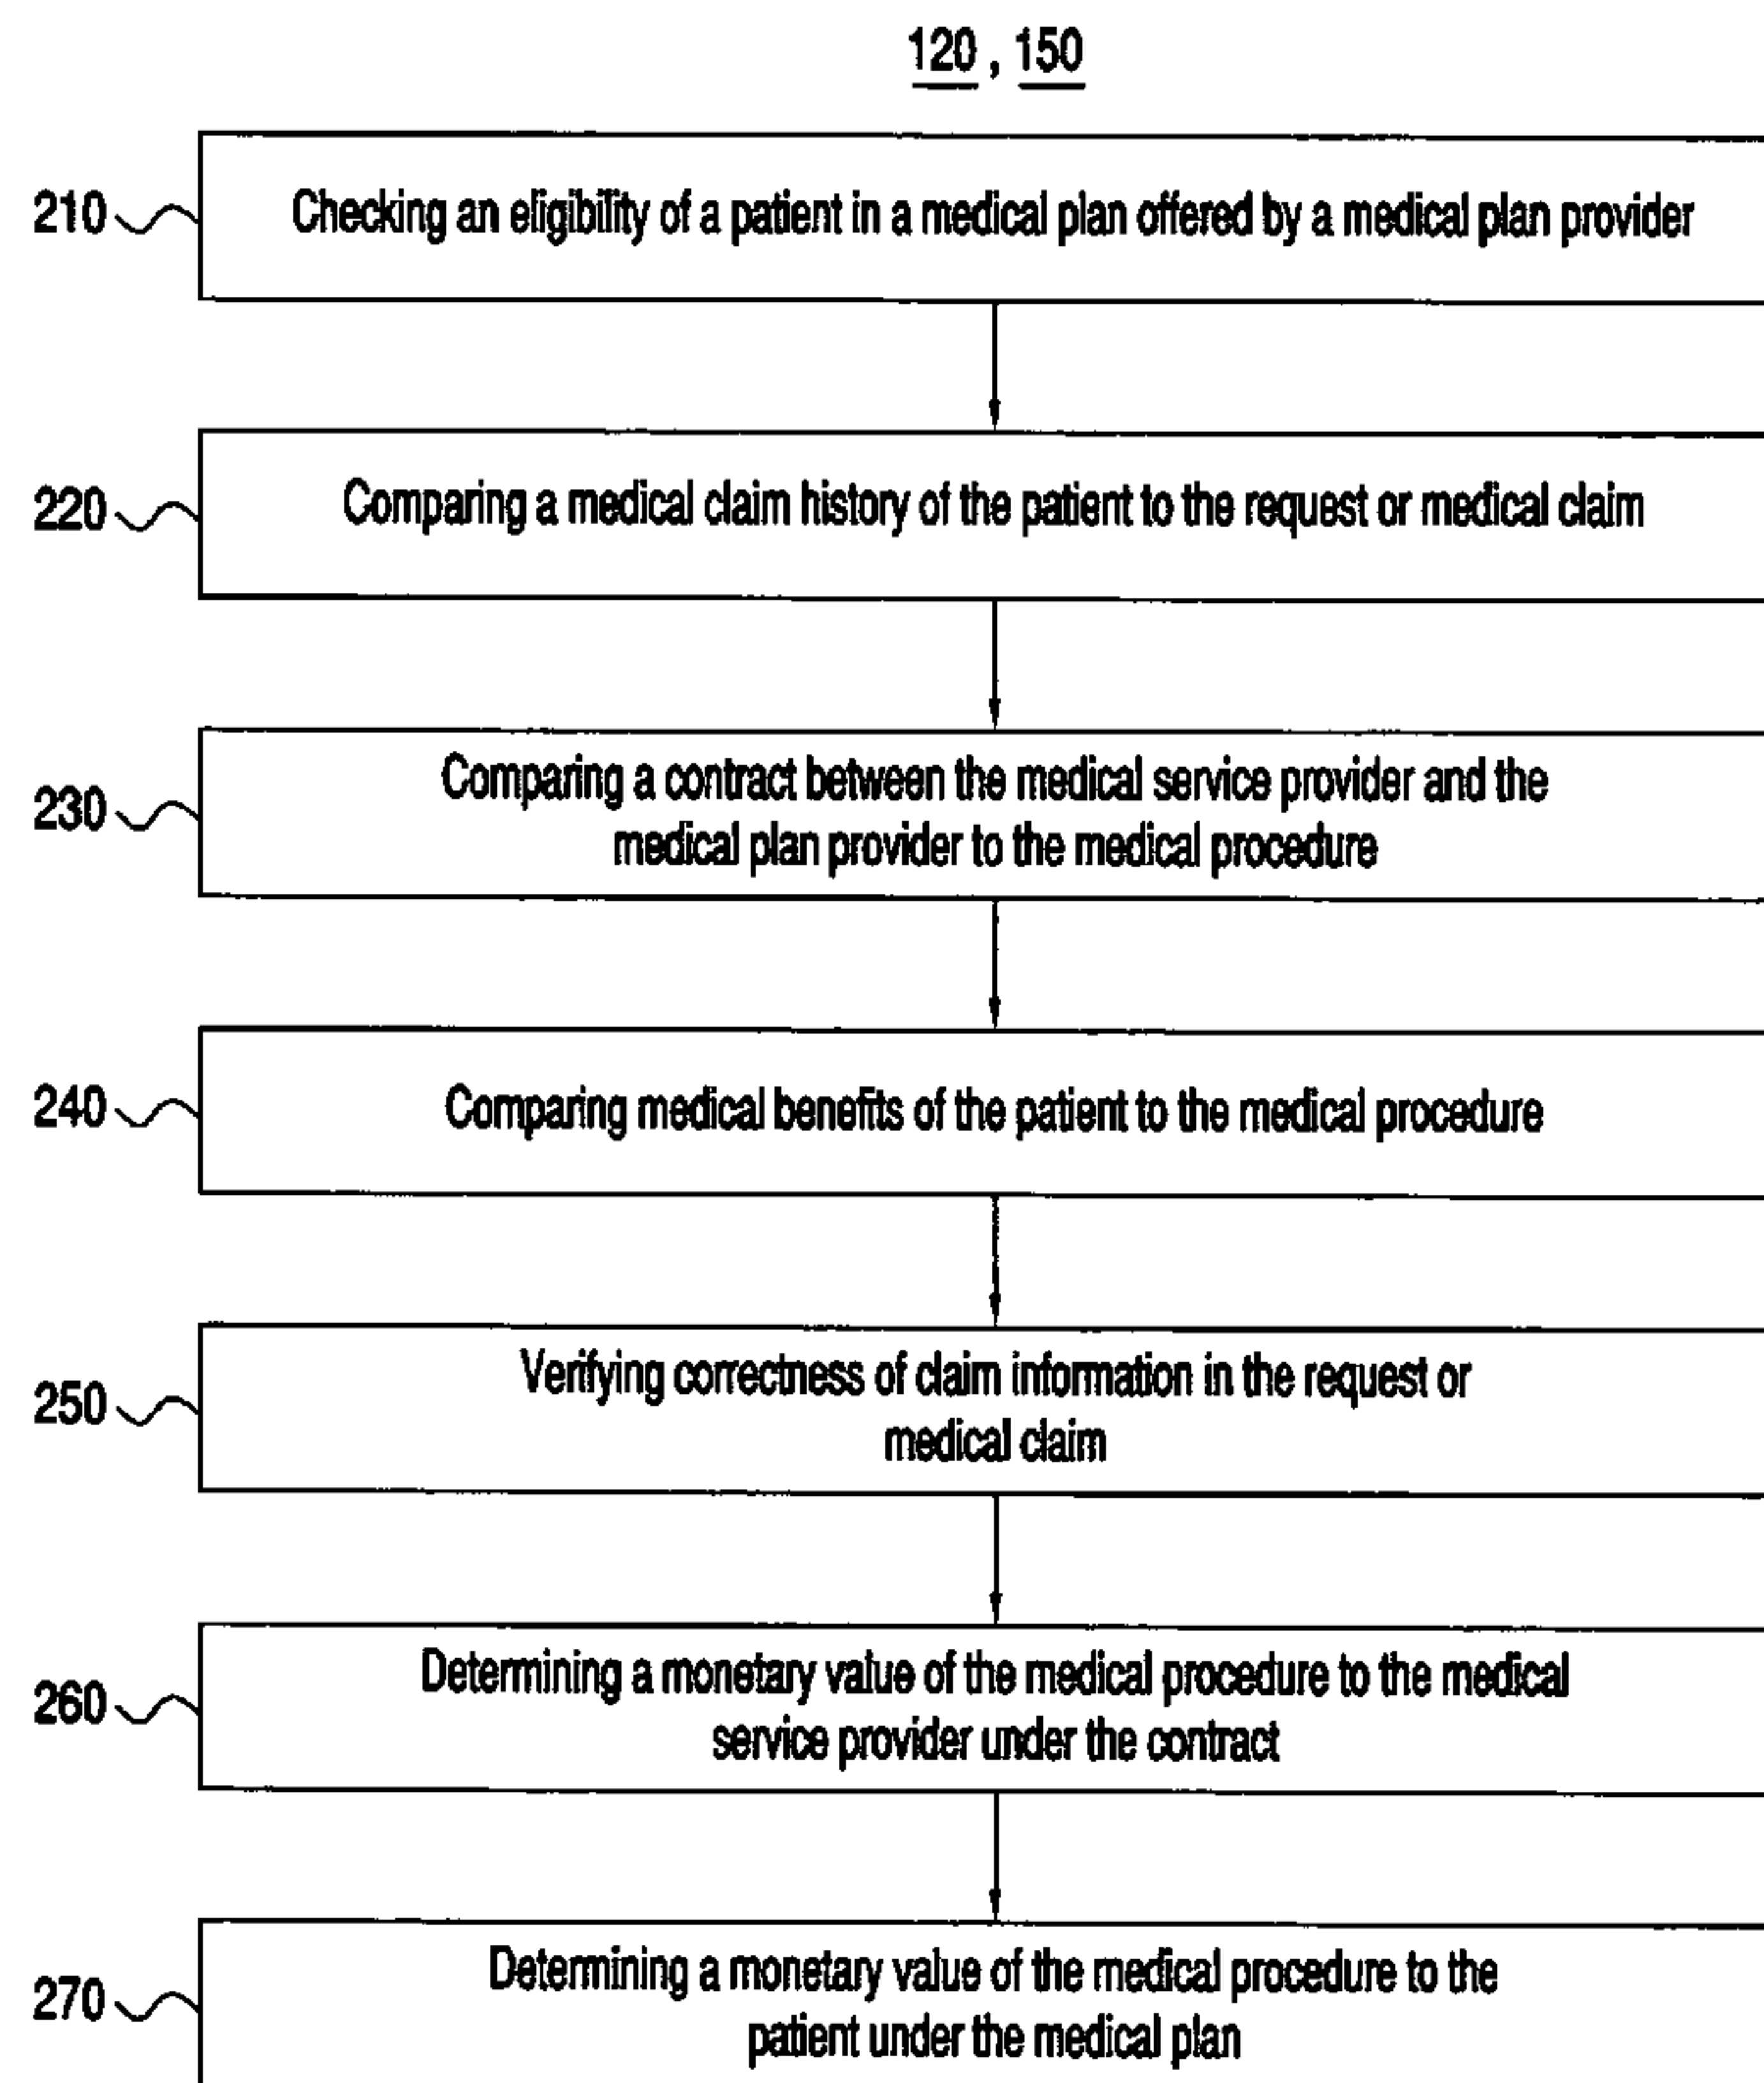 120, 150
210
Checking an eligibility of a patient in a medical plan offered by a medical plan provider
220
Comparing a medical claim history of the patient to the request or medical claim
230
Comparing a contract between the medical service provider and the
medical plan provider to the medical procedure
240
Comparing medical benefits of the patient to the medical procedure
250
Verifying correctness of claim information in the request or
medical claim
260
Determining a monetary value of the medical procedure to the medical
service provider under the contract
270
Determining a monetary value of the medical procedure to the
patient under the medical plan